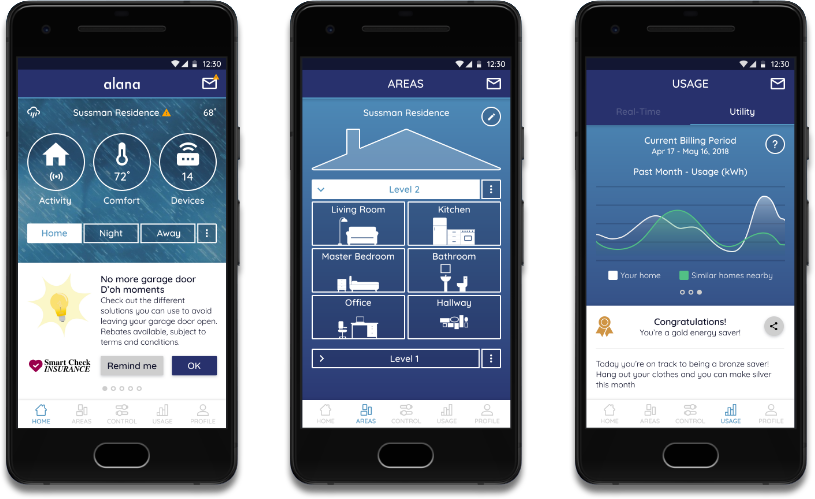 12:30
alana
Sussman Residence 68°
72° 14
Activity Comfort Devices
Home Night Away
No more garage door
D'oh moments
Check out the different
solutions you can use to avoid
leaving your garage door open.
Rebates available, subject to
terms and conditions.
Smart Check
INSURANCE
Remind me OK
HOME AREAS CONTROL USAGE PROFILE
12:30
AREAS
Sussman Residence
Level 2
Living Room Kitchen
Master Bedroom Bathroom
Office Hallway
Level 1
HOME AREAS CONTROL USAGE PROFILE
12:30
USAGE
Real-Time Utility
Current Billing Period
Apr 17 - May 16, 2018
?
Past Month - Usage (kWh)
Your home Similar homes nearby
Congratulations!
You're a gold energy saver!
Today you're on track to being a bronze saver!
Hang out your clothes and you can make silver
this month
HOME AREAS CONTROL USAGE PROFILE